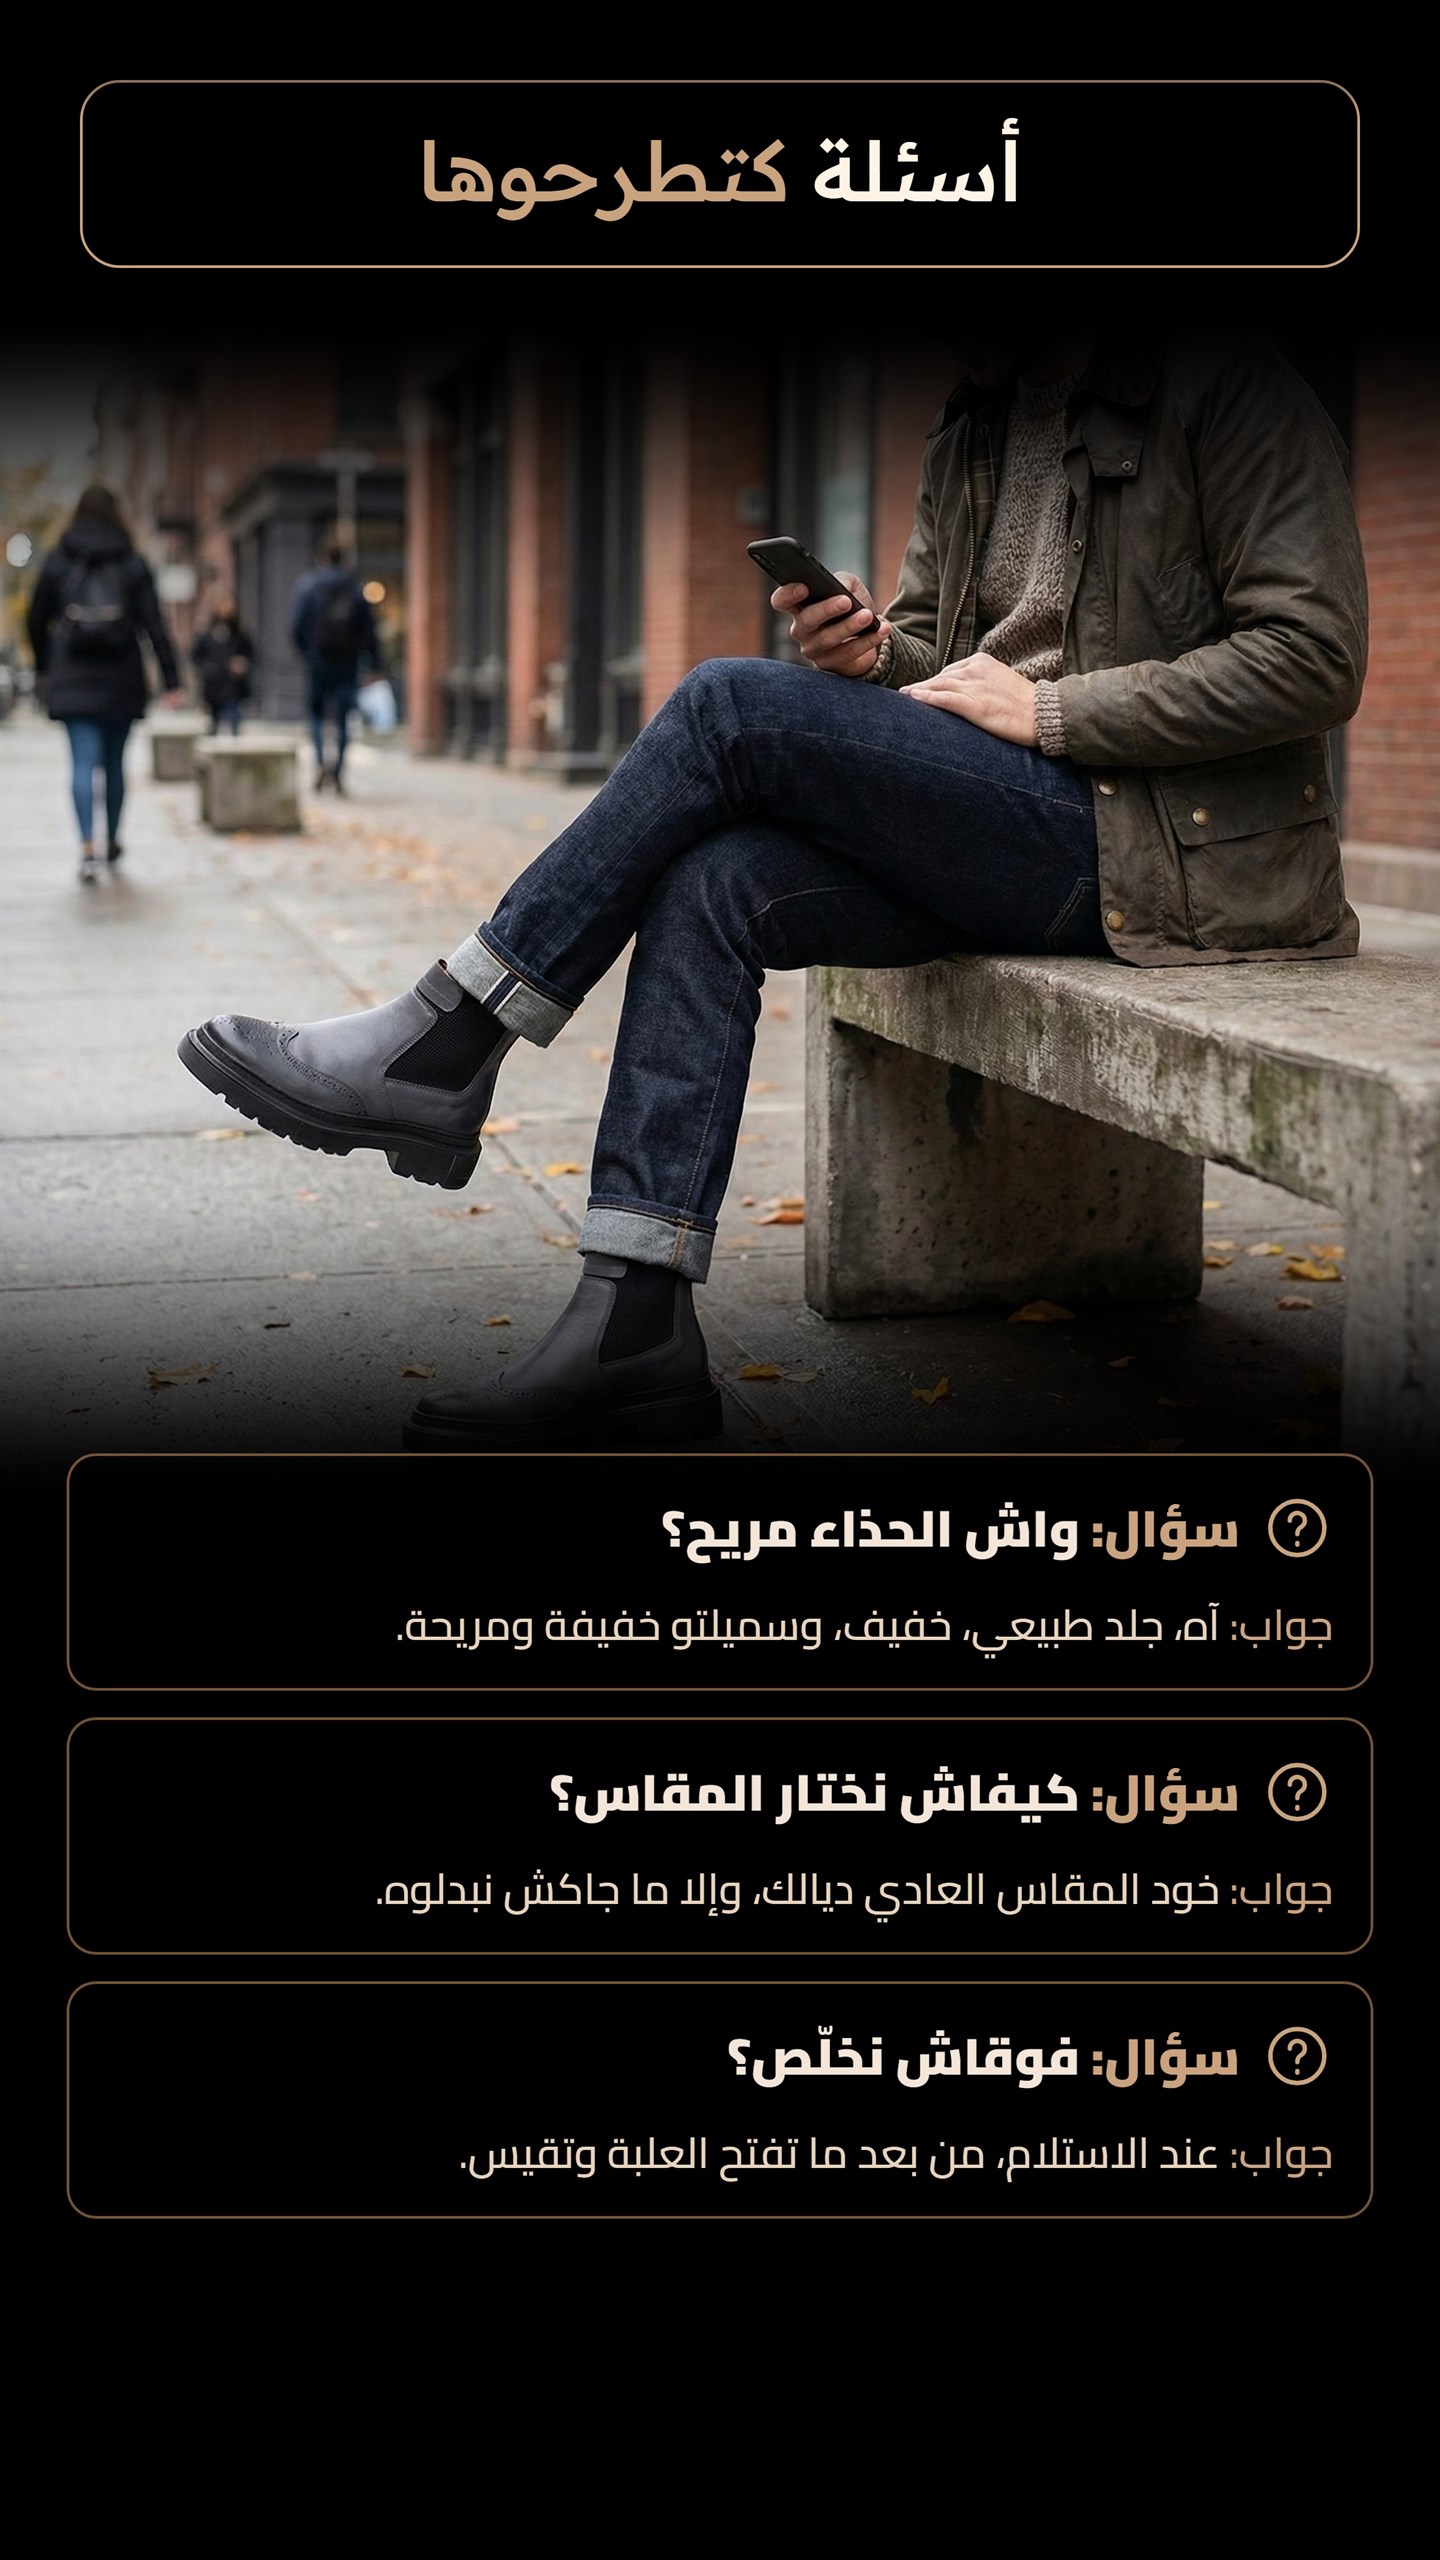 أسئلة كتطرحوها
سؤال: واش الحذاء مريح؟
جواب: آه، جلد طبيعي، خفيف، وسميلتو خفيفة ومريحة.
سؤال: كيفاش نختار المقاس؟
جواب: خود المقاس العادي ديالك، وإلا ما جاكش نبدلوه.
سؤال: فوقاش نخلّص؟
جواب: عند الاستلام، من بعد ما تفتح العلبة وتقيس.